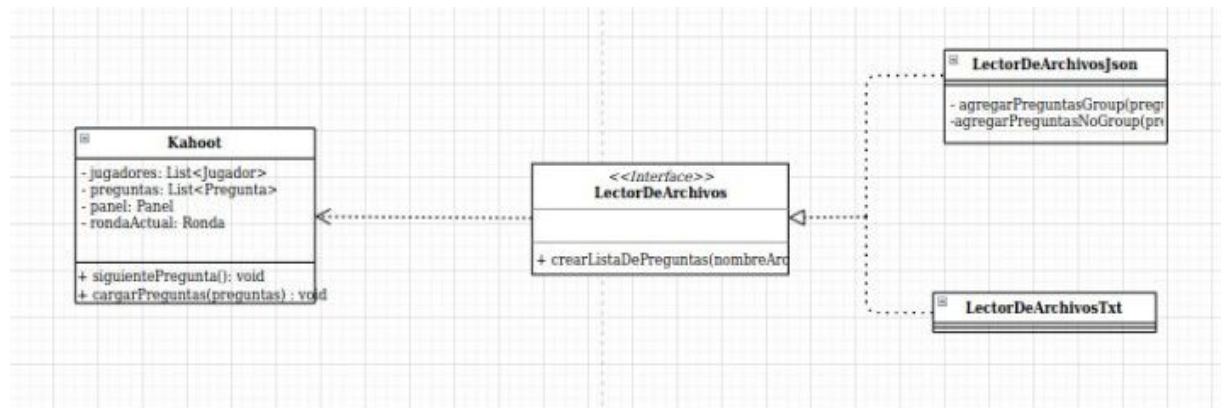 Kahoot
- jugadores: List<Jugador>
- preguntas: List<Pregunta>
- panel: Panel
- rondaActual: Ronda
+ siguientePregunta(): void
+ cargarPreguntas(preguntas) : void
<<Interface>>
LectorDeArchivos
+ crearListaDePreguntas(nombreArc
LectorDeArchivosJson
- agregarPreguntasGroup(pregu
-agregarPreguntasNoGroup(pre
LectorDeArchivosTxt